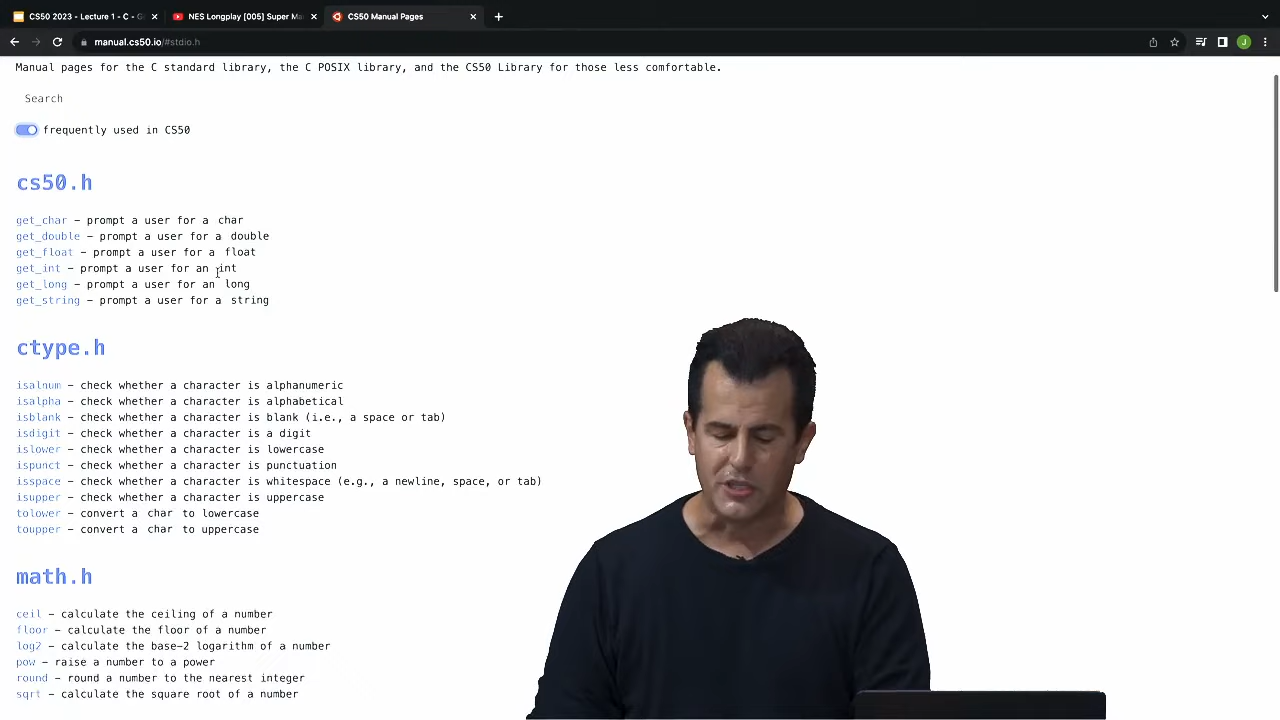 CS50 2023 - Lecture 1 - C - G
NES Longplay [005] Super Ma
CS50 Manual Pages
manual.cs50.io/#stdio.h
J
Manual pages for the C standard library, the C POSIX library, and the CS50 Library for those less comfortable.
Search
frequently used in CS50
cs50.h
get_char - prompt a user for a char
get_double - prompt a user for a double
get_float - prompt a user for a float
get_int - prompt a user for an int
get_long - prompt a user for an long
get_string - prompt a user for a string
ctype.h
isalnum - check whether a character is alphanumeric
isalpha - check whether a character is alphabetical
isblank - check whether a character is blank (i.e., a space or tab)
isdigit - check whether a character is a digit
islower - check whether a character is lowercase
ispunct - check whether a character is punctuation
isspace - check whether a character is whitespace (e.g., a newline, space, or tab)
isupper - check whether a character is uppercase
tolower - convert a char to lowercase
toupper - convert a char to uppercase
math.h
ceil - calculate the ceiling of a number
floor - calculate the floor of a number
log2 - calculate the base-2 logarithm of a number
pow - raise a number to a power
round - round a number to the nearest integer
sqrt - calculate the square root of a number